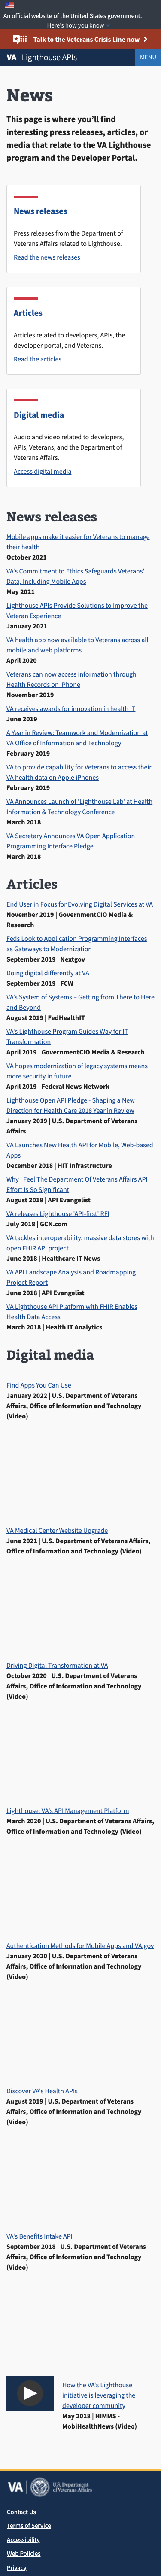 An official website of the United States government.
Here's how you know
Talk to the Veterans Crisis Line now
VA | Lighthouse APIs
MENU
News
This page is where you'll find
interesting press releases, articles, or
media that relate to the VA Lighthouse
program and the Developer Portal.
News releases
Press releases from the Department of
Veterans Affairs related to Lighthouse.
Read the news releases
Articles
Articles related to developers, APIs, the
developer portal, and Veterans.
Read the articles
Digital media
Audio and video related to developers,
APIs, Veterans, and the Department of
Veterans Affairs.
Access digital media
News releases
Mobile apps make it easier for Veterans to manage
their health
October 2021
VA's Commitment to Ethics Safeguards Veterans'
Data, Including Mobile Apps
May 2021
Lighthouse APIs Provide Solutions to Improve the
Veteran Experience
January 2021
VA health app now available to Veterans across all
mobile and web platforms
April 2020
Veterans can now access information through
Health Records on iPhone
November 2019
VA receives awards for innovation in health IT
June 2019
A Year in Review: Teamwork and Modernization at
VA Office of Information and Technology
February 2019
VA to provide capability for Veterans to access their
VA health data on Apple iPhones
February 2019
VA Announces Launch of 'Lighthouse Lab' at Health
Information & Technology Conference
March 2018
VA Secretary Announces VA Open Application
Programming Interface Pledge
March 2018
Articles
End User in Focus for Evolving Digital Services at VA
November 2019 | GovernmentCIO Media &
Research
Feds Look to Application Programming Interfaces
as Gateways to Modernization
September 2019 | Nextgov
Doing digital differently at VA
September 2019 | FCW
VA's System of Systems – Getting from There to Here
and Beyond
August 2019 | FedHealthIT
VA's Lighthouse Program Guides Way for IT
Transformation
April 2019 | GovernmentCIO Media & Research
VA hopes modernization of legacy systems means
more security in future
April 2019 | Federal News Network
Lighthouse Open API Pledge - Shaping a New
Direction for Health Care 2018 Year in Review
January 2019 | U.S. Department of Veterans
Affairs
VA Launches New Health API for Mobile, Web-based
Apps
December 2018 | HIT Infrastructure
Why I Feel The Department Of Veterans Affairs API
Effort Is So Significant
August 2018 | API Evangelist
VA releases Lighthouse 'API-first' RFI
July 2018 | GCN.com
VA tackles interoperability, massive data stores with
open FHIR API project
June 2018 | Healthcare IT News
VA API Landscape Analysis and Roadmapping
Project Report
June 2018 | API Evangelist
VA Lighthouse API Platform with FHIR Enables
Health Data Access
March 2018 | Health IT Analytics
Digital media
Find Apps You Can Use
January 2022 | U.S. Department of Veterans
Affairs, Office of Information and Technology
(Video)
VA Medical Center Website Upgrade
June 2021 | U.S. Department of Veterans Affairs,
Office of Information and Technology (Video)
Driving Digital Transformation at VA
October 2020 | U.S. Department of Veterans
Affairs, Office of Information and Technology
(Video)
Lighthouse: VA's API Management Platform
March 2020 | U.S. Department of Veterans Affairs,
Office of Information and Technology (Video)
Authentication Methods for Mobile Apps and VA.gov
January 2020 | U.S. Department of Veterans
Affairs, Office of Information and Technology
(Video)
Discover VA's Health APIs
August 2019 | U.S. Department of Veterans
Affairs, Office of Information and Technology
(Video)
VA's Benefits Intake API
September 2018 | U.S. Department of Veterans
Affairs, Office of Information and Technology
(Video)
How the VA's Lighthouse
initiative is leveraging the
developer community
May 2018 | HIMMS -
MobiHealthNews (Video)
VA
U.S. Department
of Veterans Affairs
Contact Us
Terms of Service
Accessibility
Web Policies
Privacy